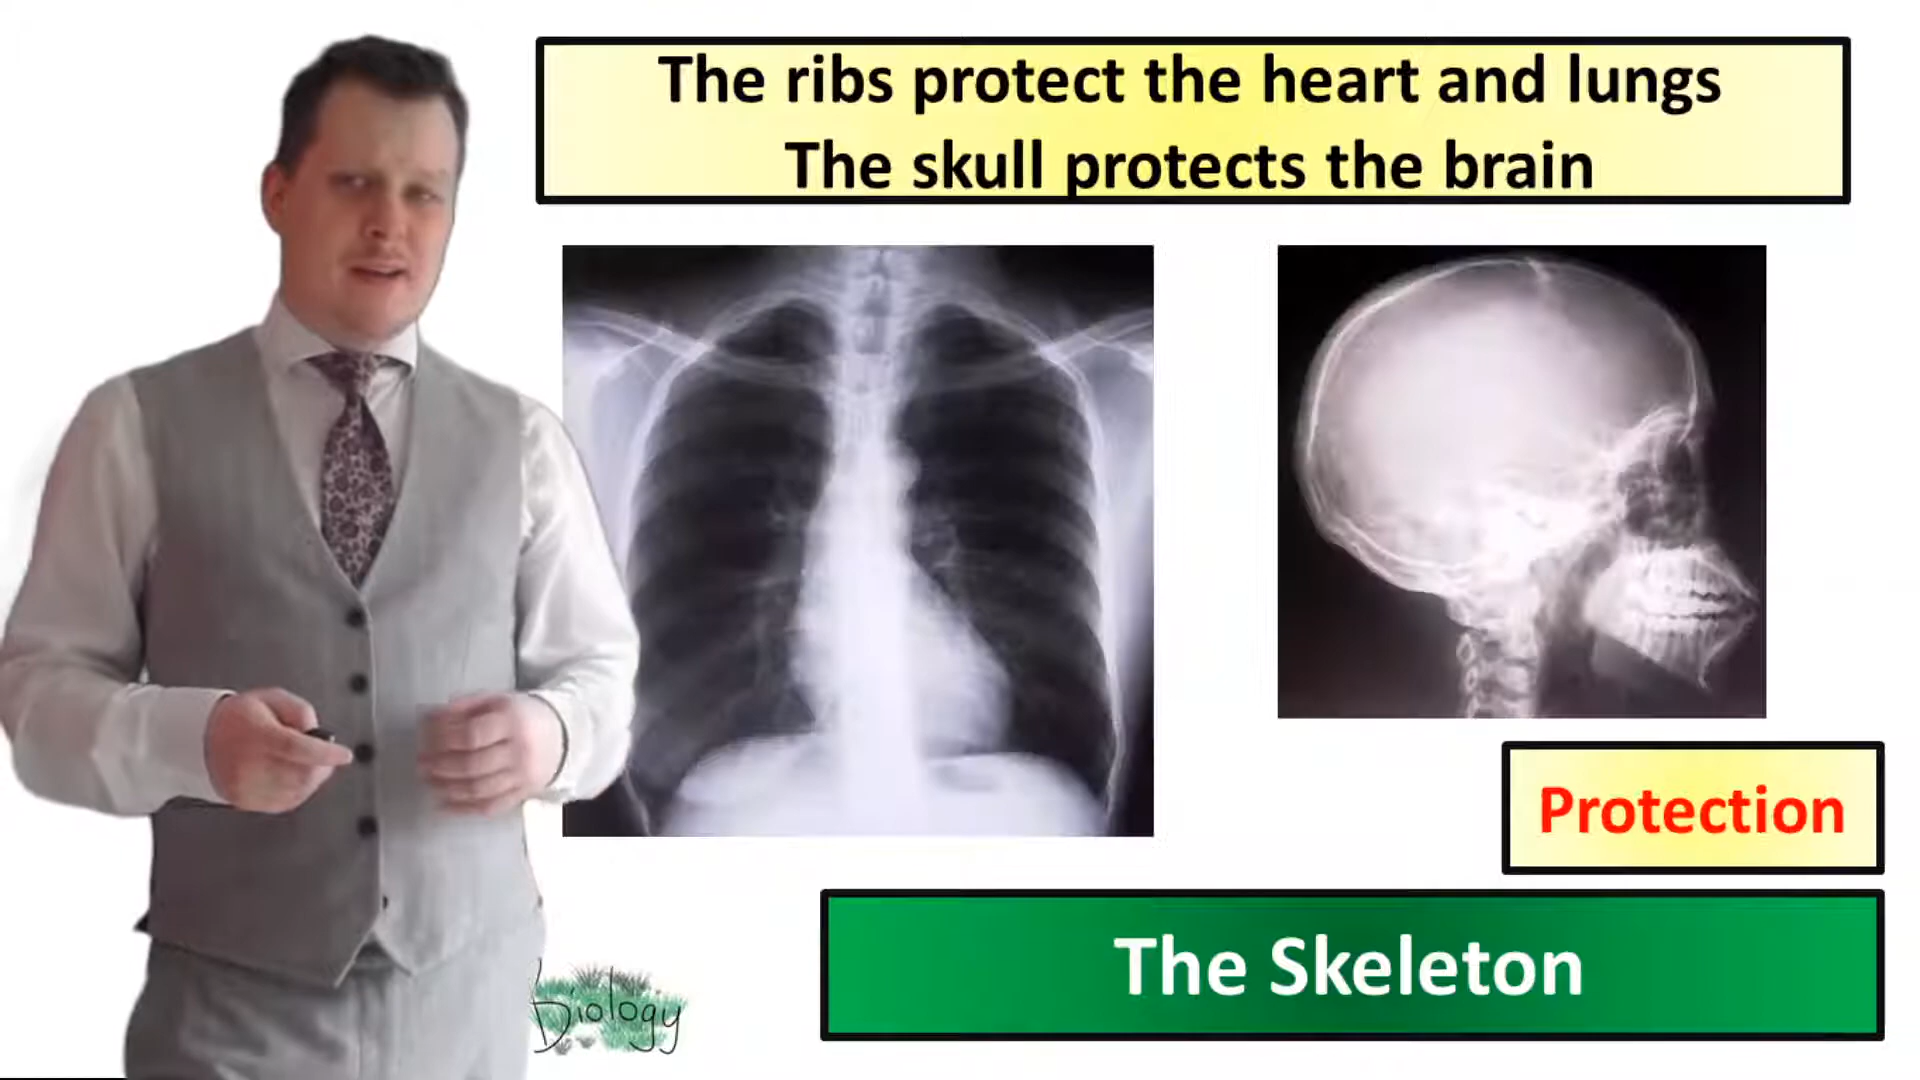 The ribs protect the heart and lungs
The skull protects the brain
Protection
The Skeleton
Biology